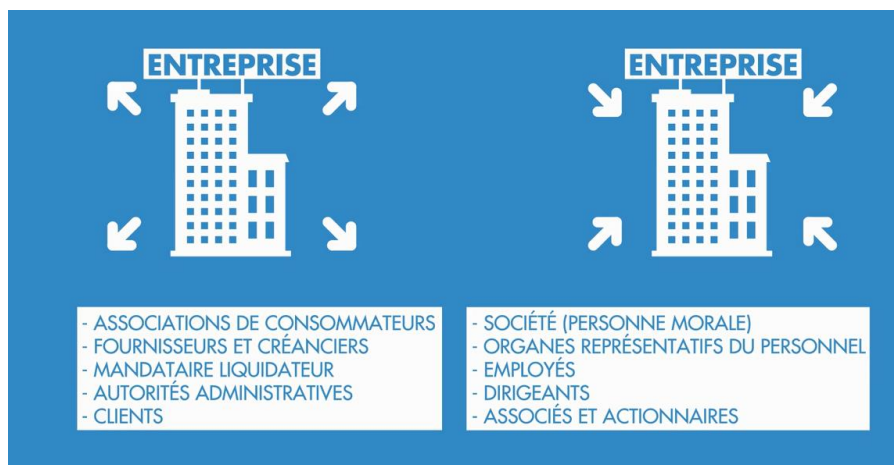 ENTREPRISE
- ASSOCIATIONS DE CONSOMMATEURS
- FOURNISSEURS ET CRÉANCIERS
- MANDATAIRE LIQUIDATEUR
- AUTORITÉS ADMINISTRATIVES
- CLIENTS
ENTREPRISE
- SOCIÉTÉ (PERSONNE MORALE)
- ORGANES REPRÉSENTATIFS DU PERSONNEL
- EMPLOYÉS
- DIRIGEANTS
- ASSOCIÉS ET ACTIONNAIRES